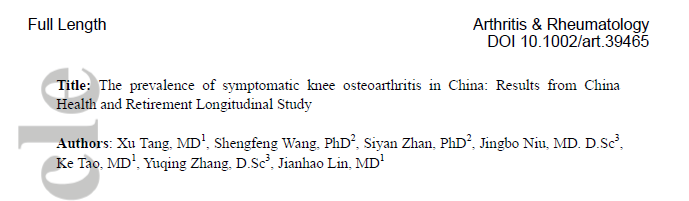 Full Length
Arthritis & Rheumatology
DOI 10.1002/art.39465
Title: The prevalence of symptomatic knee osteoarthritis in China: Results from China
Health and Retirement Longitudinal Study
Authors: Xu Tang, MD1, Shengfeng Wang, PhD2, Siyan Zhan, PhD2, Jingbo Niu, MD. D.Sc3,
Ke Tao, MD1, Yuqing Zhang, D.Sc3, Jianhao Lin, MD1
cle